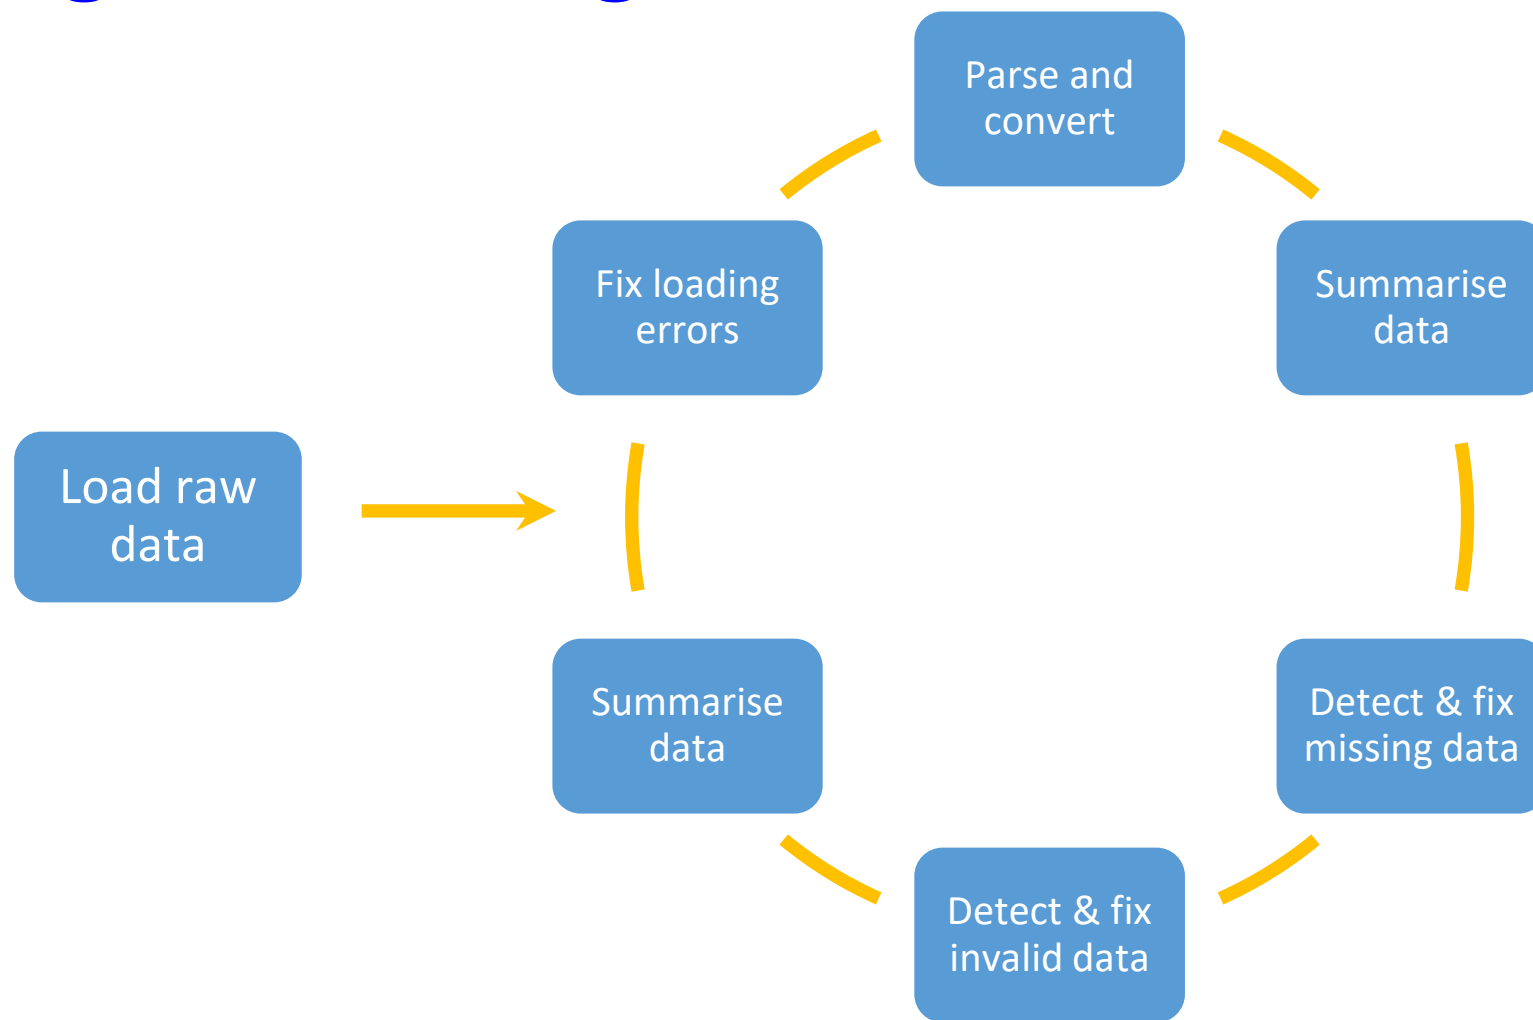 Parse and
convert
Fix loading
errors
Summarise
data
Load raw
data
Summarise
data
Detect & fix
missing data
Detect & fix
invalid data